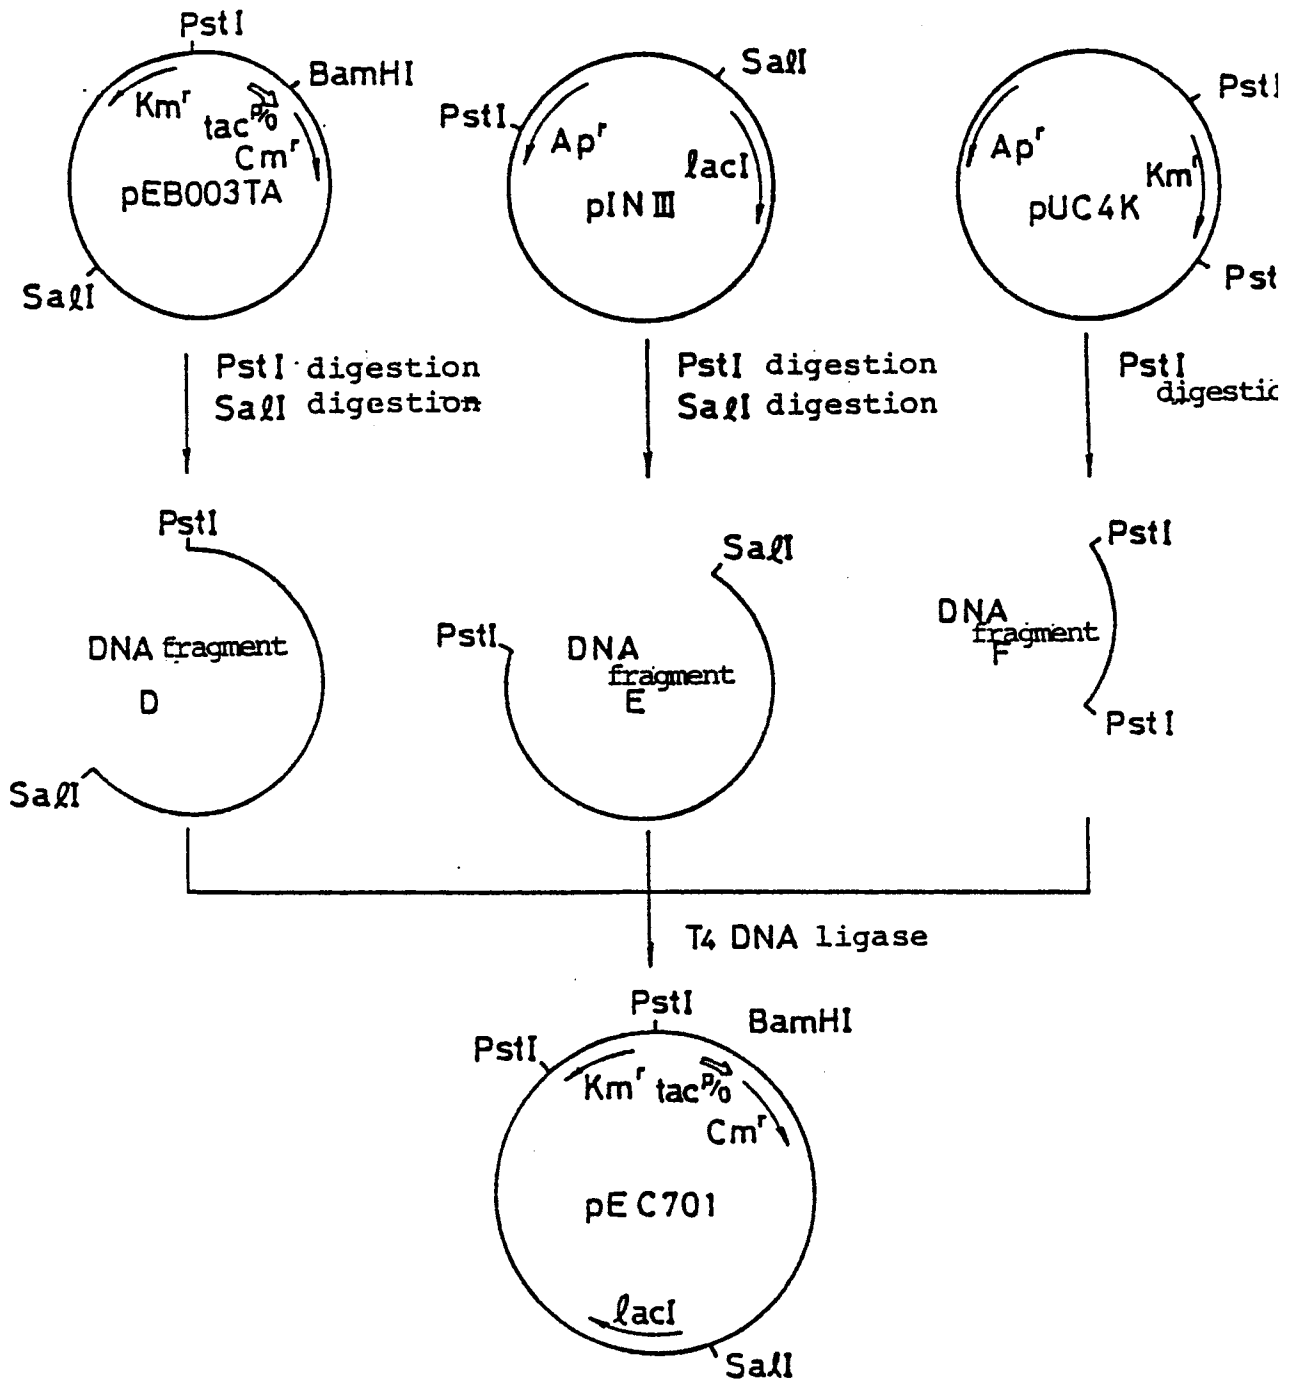 PstI
BamHI
Kmʳ
tacᵖ/ₒ
Cmʳ
pEB003TA
SalI
SalI
PstI
Apʳ
lacI
pINIII
PstI
Apʳ
Kmʳ
pUC4K
Pst
PstI digestion
SalI digestion
PstI digestion
SalI digestion
PstI
digestic
PstI
DNA fragment
D
SalI
SalI
PstI
DNA
fragment
E
PstI
DNA
fragment
F
PstI
T4 DNA ligase
PstI
BamHI
PstI
Kmʳ tacᵖ/ₒ
Cmʳ
pEC701
lacI
SalI